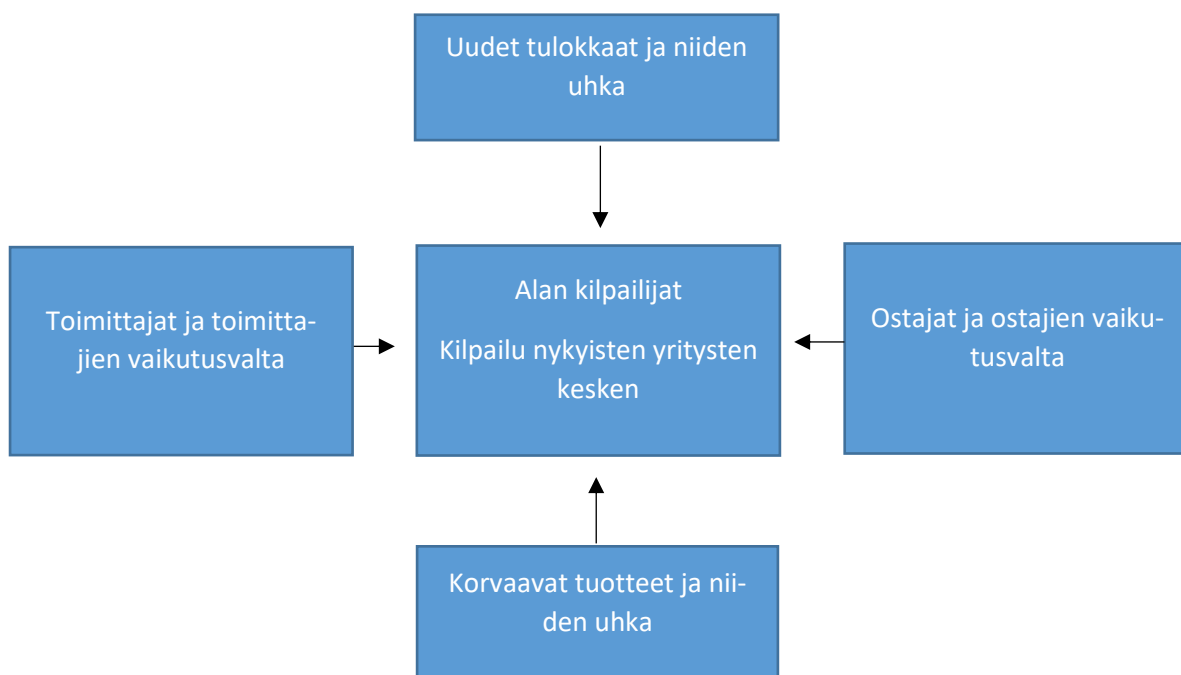 Uudet tulokkaat ja niiden
uhka
Toimittajat ja toimitta-
jien vaikutusvalta
Alan kilpailijat
Kilpailu nykyisten yritysten
kesken
Ostajat ja ostajien vaiku-
tusvalta
Korvaavat tuotteet ja nii-
den uhka